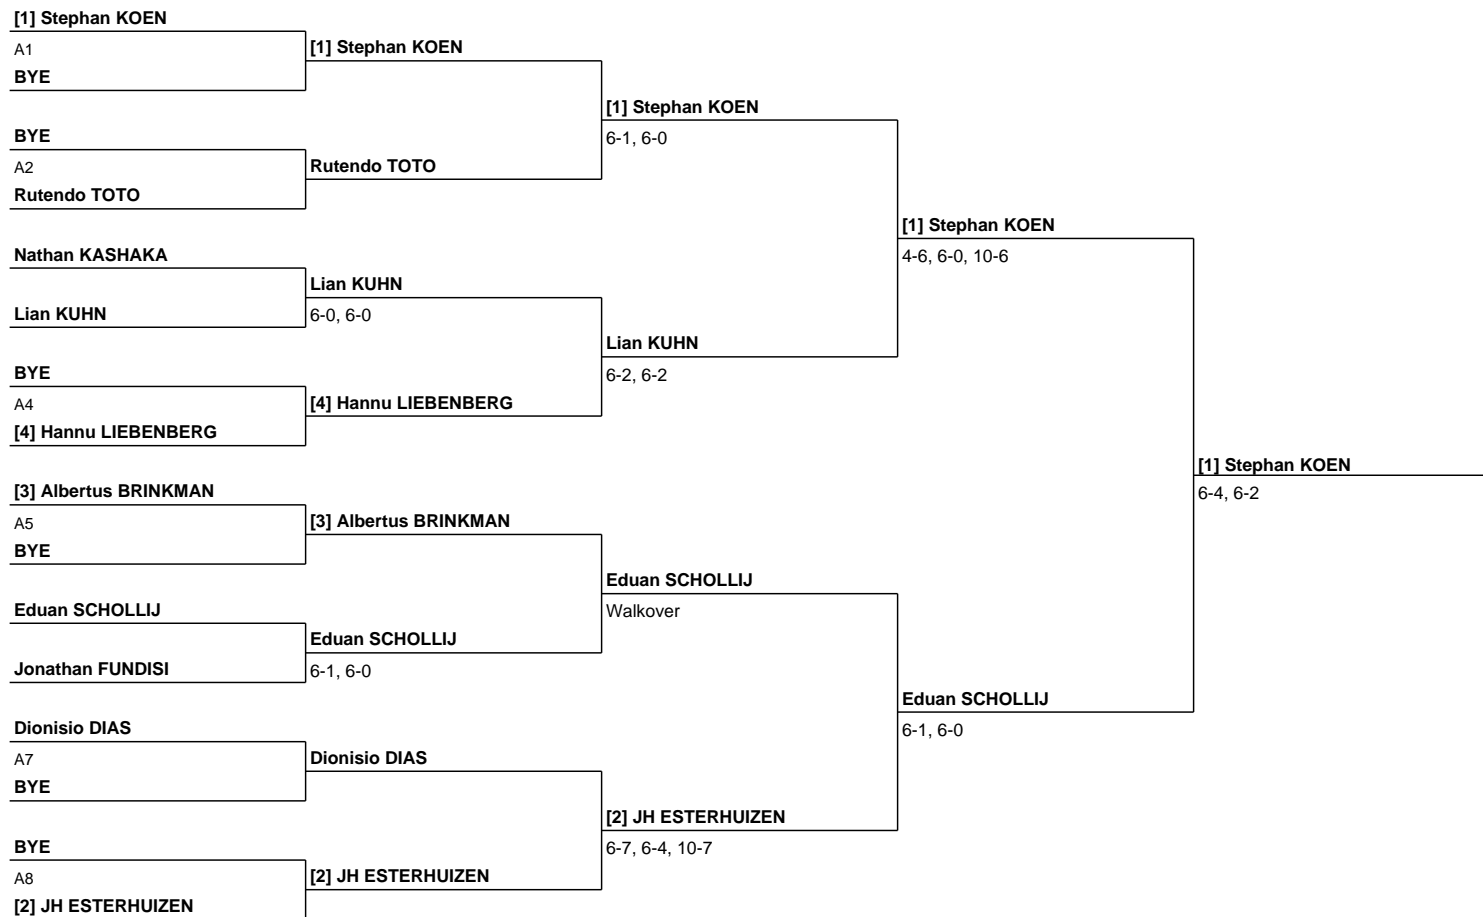 [1] Stephan KOEN
A1
BYE
BYE
A2
Rutendo TOTO
Nathan KASHAKA
Lian KUHN
BYE
A4
[4] Hannu LIEBENBERG
[3] Albertus BRINKMAN
A5
BYE
Eduan SCHOLLIJ
Jonathan FUNDISI
Dionisio DIAS
A7
BYE
BYE
A8
[2] JH ESTERHUIZEN
[1] Stephan KOEN
Rutendo TOTO
Lian KUHN
6-0, 6-0
[4] Hannu LIEBENBERG
[3] Albertus BRINKMAN
Eduan SCHOLLIJ
6-1, 6-0
Dionisio DIAS
[2] JH ESTERHUIZEN
[1] Stephan KOEN
6-1, 6-0
Lian KUHN
6-2, 6-2
Eduan SCHOLLIJ
Walkover
[2] JH ESTERHUIZEN
6-7, 6-4, 10-7
[1] Stephan KOEN
4-6, 6-0, 10-6
Eduan SCHOLLIJ
6-1, 6-0
[1] Stephan KOEN
6-4, 6-2